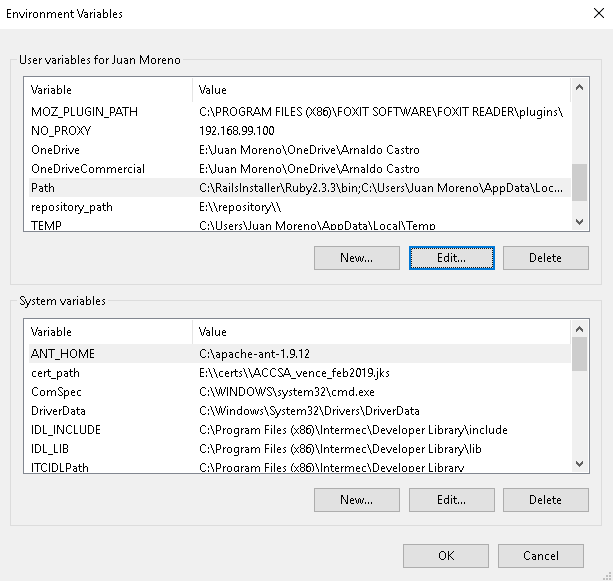 Environment Variables
User variables for Juan Moreno
Variable Value
MOZ_PLUGIN_PATH C:\PROGRAM FILES (X86)\FOXIT SOFTWARE\FOXIT READER\plugins\
NO_PROXY 192.168.99.100
OneDrive E:\Juan Moreno\OneDrive\Arnaldo Castro
OneDriveCommercial E:\Juan Moreno\OneDrive\Arnaldo Castro
Path C:\RailsInstaller\Ruby2.3.3\bin;C:\Users\Juan Moreno\AppData\Loc...
repository_path E:\\repository\\
TEMP C:\Users\Juan Moreno\AppData\Local\Temp
New... Edit... Delete
System variables
Variable Value
ANT_HOME C:\apache-ant-1.9.12
cert_path E:\\certs\\ACCSA_vence_feb2019.jks
ComSpec C:\WINDOWS\system32\cmd.exe
DriverData C:\Windows\System32\Drivers\DriverData
IDL_INCLUDE C:\Program Files (x86)\Intermec\Developer Library\include
IDL_LIB C:\Program Files (x86)\Intermec\Developer Library\lib
ITCIDLPath C:\Program Files (x86)\Intermec\Developer Library
New... Edit... Delete
OK Cancel